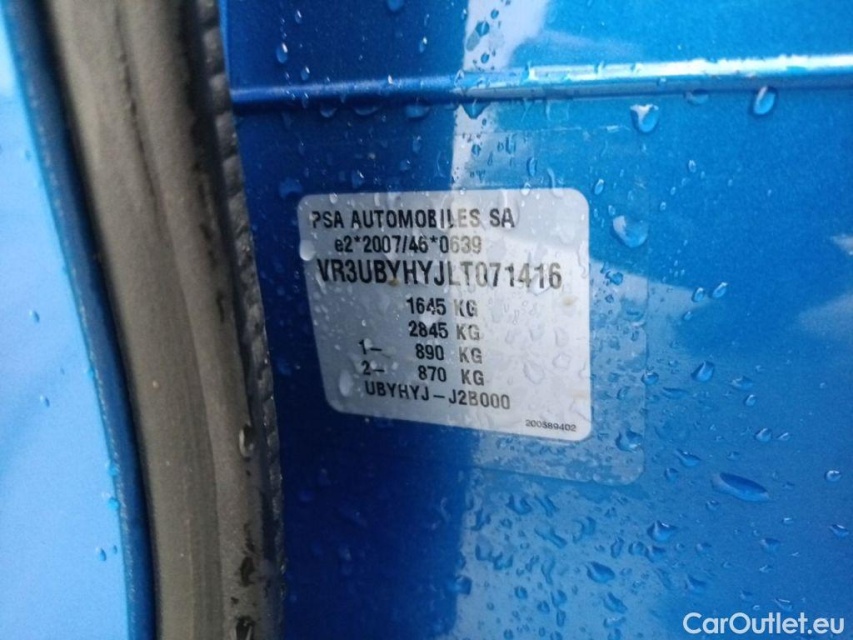 PSA AUTOMOBILES SA
e2*2007/46*0639
VR3UBYHYJLT071416
1645 KG
2845 KG
1- 890 KG
2- 870 KG
UBYHYJ-J2B000
200389402
CarOutlet.eu